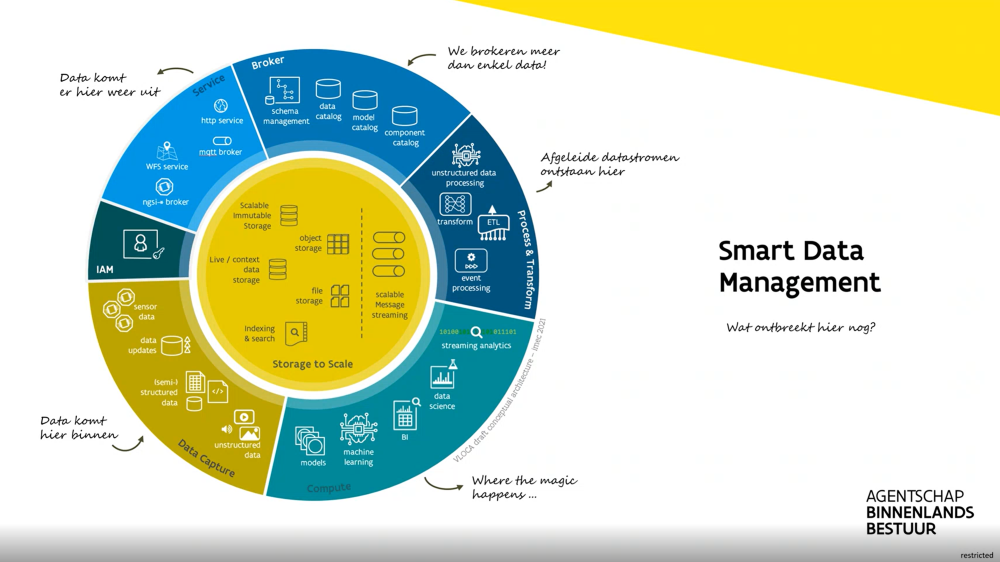 We brokeren meer
dan enkel data!
Data komt
er hier weer uit
Broker
schema
management
data
catalog
model
catalog
component
catalog
Service
http service
mqtt broker
WFS service
ngsi-* broker
Afgeleide datastromen
ontstaan hier
unstructured data
processing
transform
ETL
event
processing
Process & Transform
IAM
Scalable
Immutable
Storage
object
storage
Live / context
data
storage
file
storage
Indexing
& search
scalable
Message
streaming
Storage to Scale
Smart Data
Management
Wat ontbreekt hier nog?
sensor
data
data
updates
(semi-)
structured
data
unstructured
data
Data Capture
Data komt
hier binnen
streaming analytics
data
science
BI
machine
learning
models
Compute
VLOCA draft conceptual architecture – imec 2021
Where the magic
happens ...
AGENTSCHAP
BINNENLANDS
BESTUUR
restricted